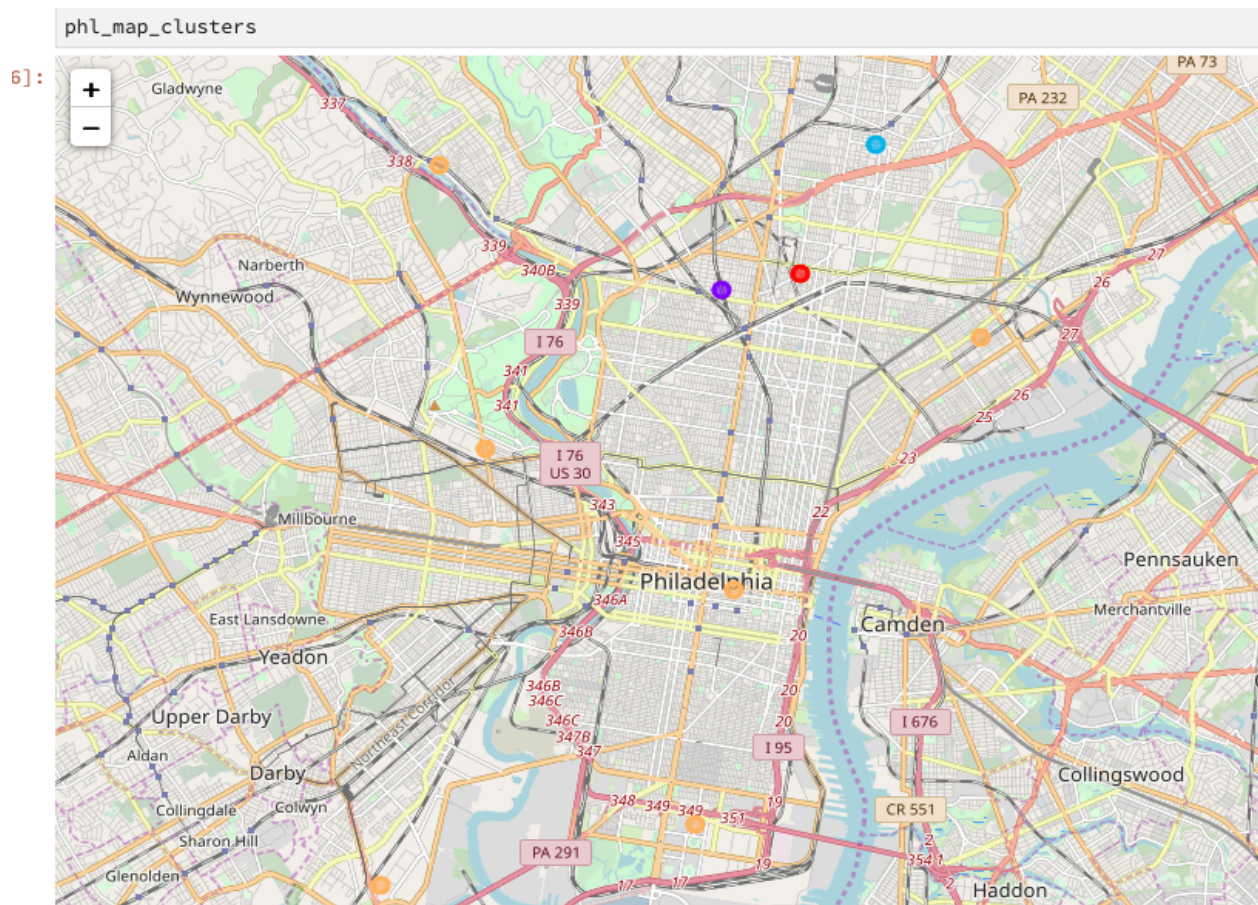 phl_map_clusters
6]:
+
−
Gladwyne
PA 73
PA 232
337
338
339
340B
339
Narberth
Wynnewood
27
26
27
I 76
341
341
26
25
23
I 76
US 30
343
22
Millbourne
345
Philadelphia
Pennsauken
346A
East Lansdowne
Merchantville
346B
Camden
20
Yeadon
346B
346C
20
Northeast Corridor
Upper Darby
346C
20
I 676
347B
347
I 95
Aldan
Darby
Collingswood
Colwyn
348
349
349
351
19
CR 551
Collingdale
Sharon Hill
2
PA 291
19
354
1
Glenolden
17
17
2
Haddon